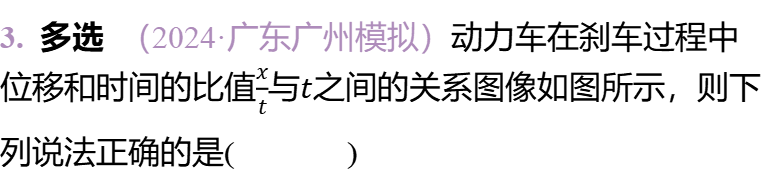 3. 多选 （2024·广东广州模拟）动力车在刹车过程中
位移和时间的比值x/t与t之间的关系图像如图所示，则下
列说法正确的是(    )